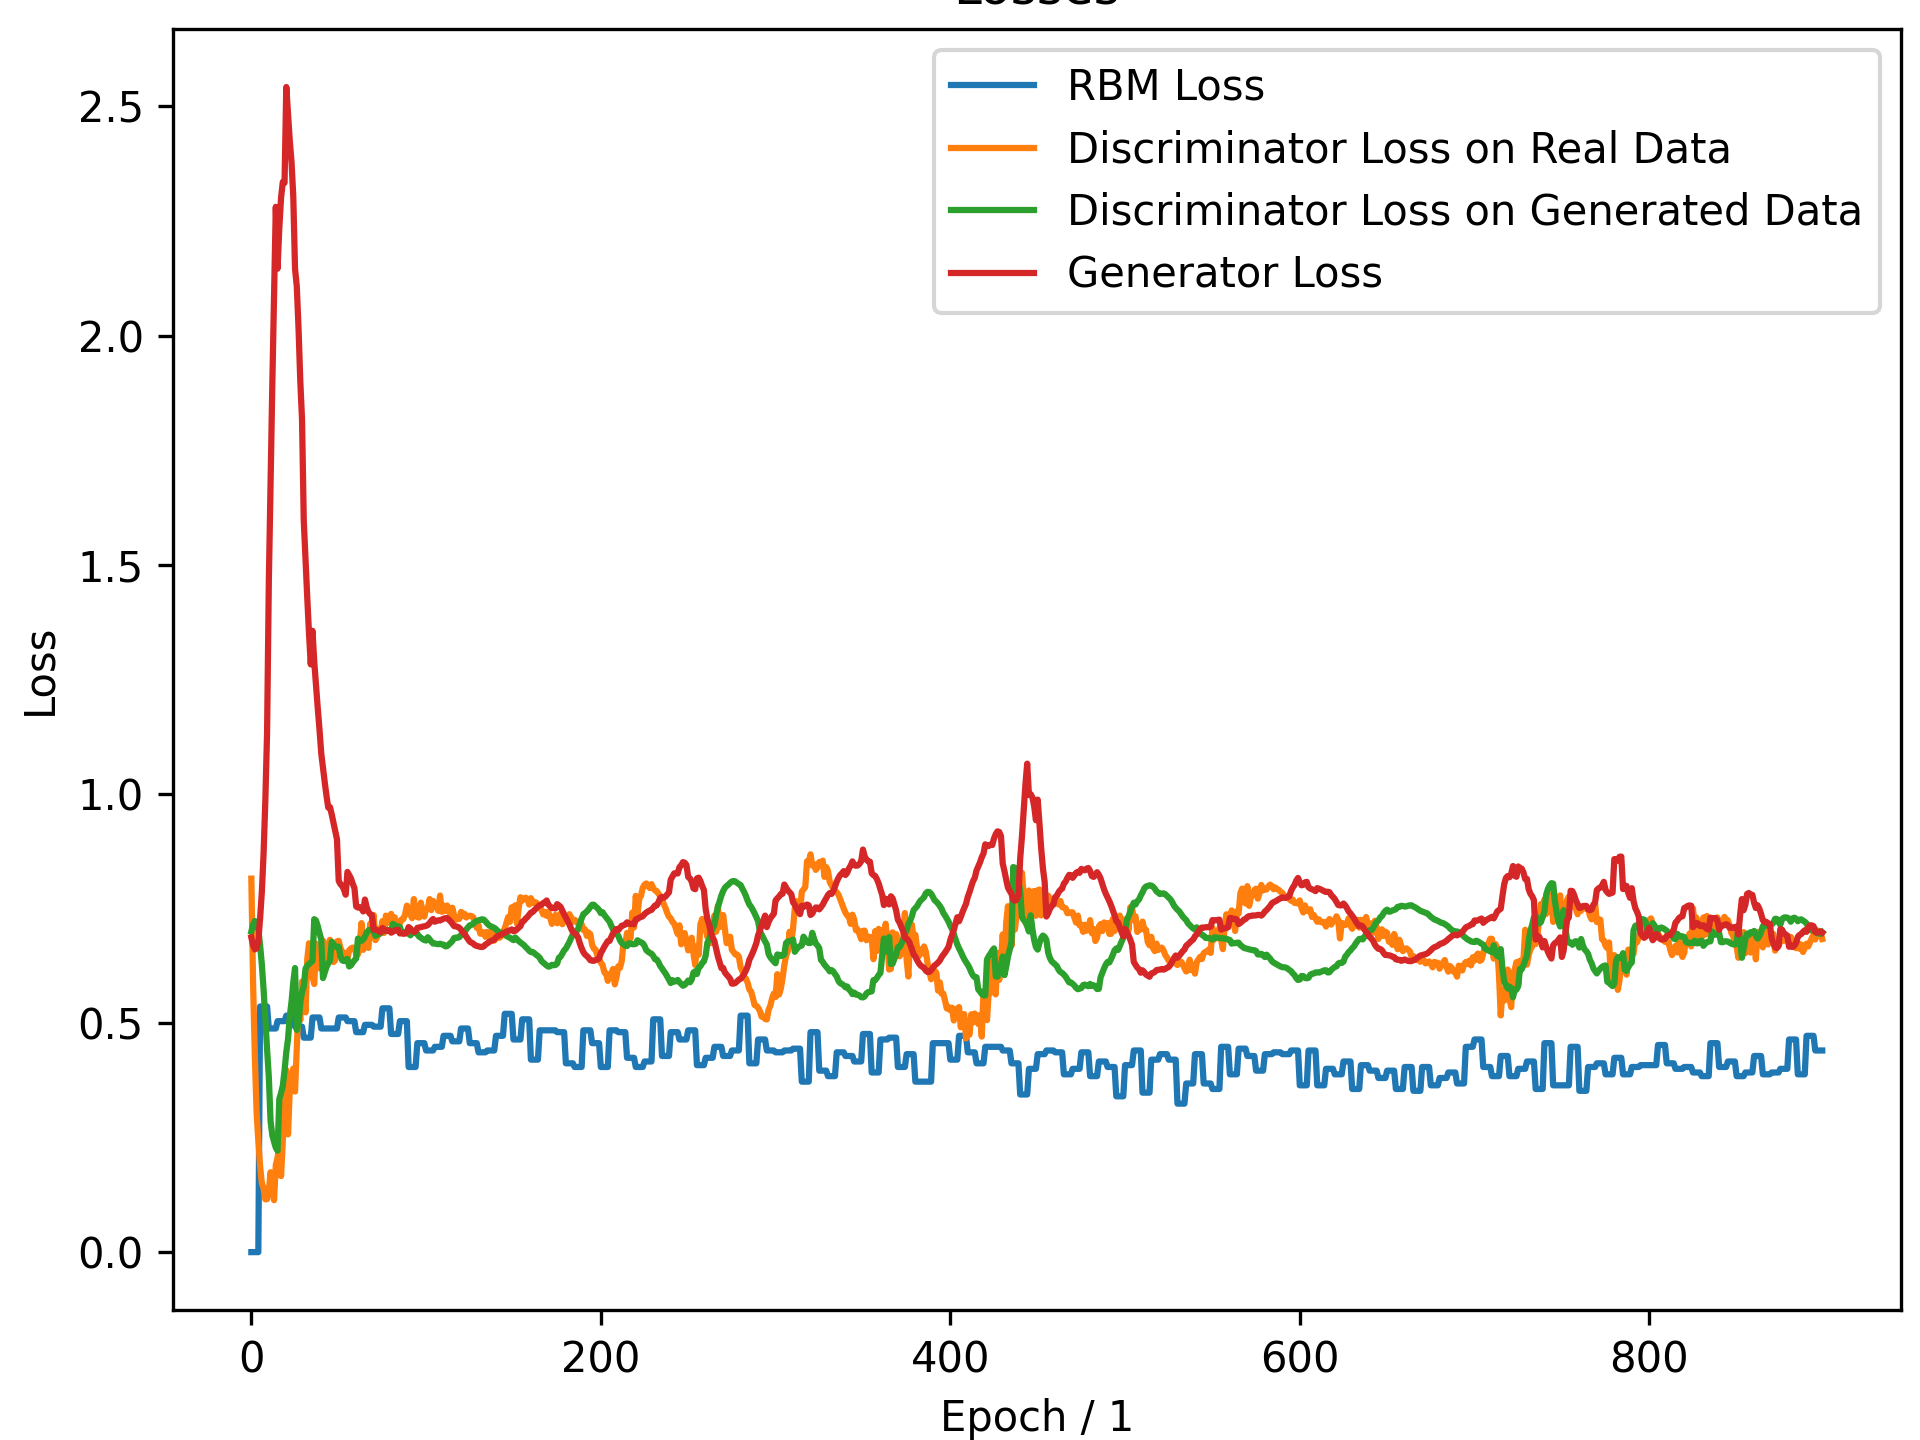 Losses
2.5
2.0
1.5
1.0
0.5
0.0
Loss
RBM Loss
Discriminator Loss on Real Data
Discriminator Loss on Generated Data
Generator Loss
0 200 400 600 800
Epoch / 1